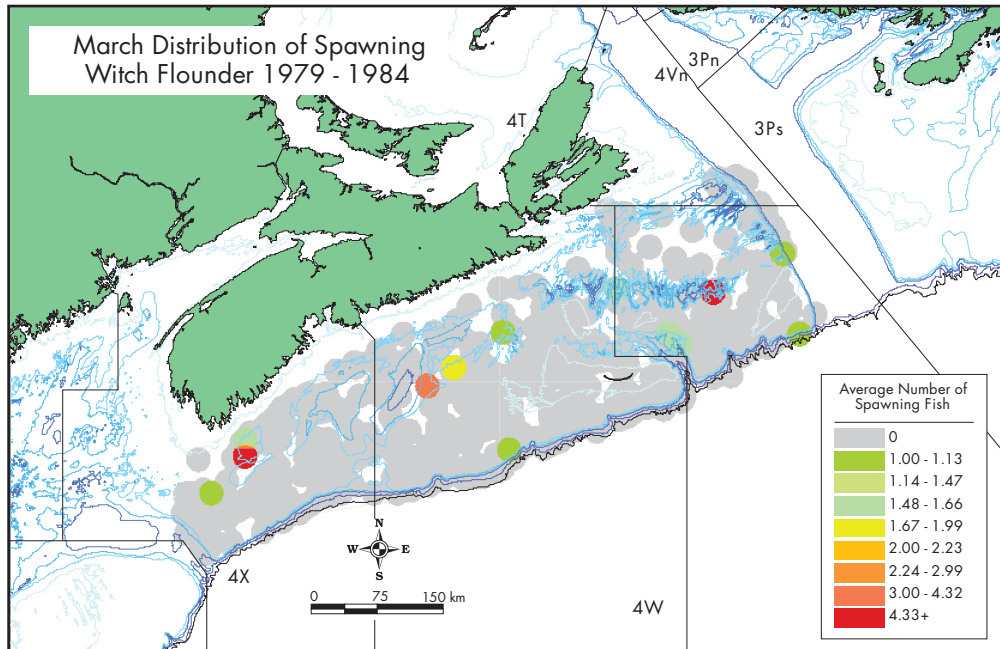 March Distribution of Spawning
Witch Flounder 1979 - 1984
4T
4Vn
3Pn
3Ps
4X
4W
N
W E
S
0 75 150 km
Average Number of
Spawning Fish
0
1.00 - 1.13
1.14 - 1.47
1.48 - 1.66
1.67 - 1.99
2.00 - 2.23
2.24 - 2.99
3.00 - 4.32
4.33+